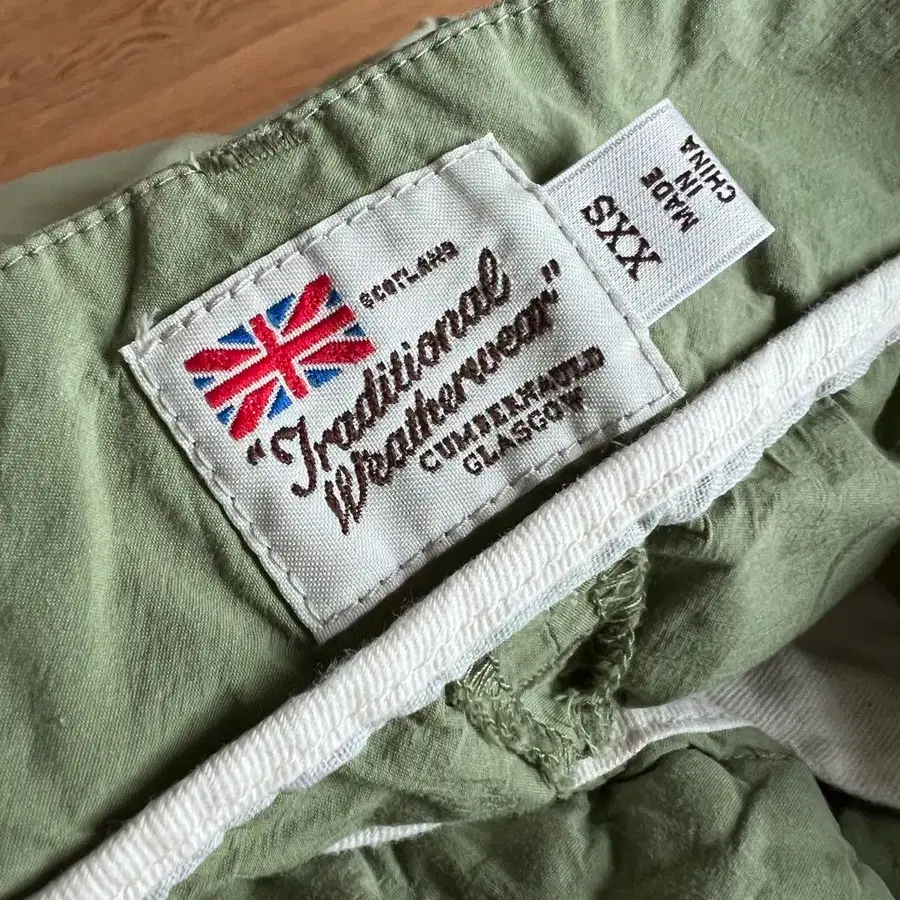 SCOTLAND
"Traditional
Weatherwear"
CUMBERNAULD
GLASGOW
XXS
MADE
IN
CHINA